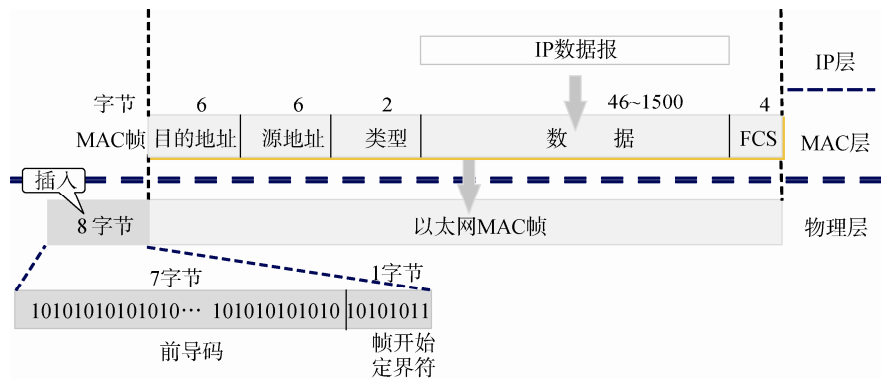 IP数据报
IP层
字节 6 6 2 46~1500 4
MAC帧 目的地址 源地址 类型 数 据 FCS MAC层
插入
8 字节 以太网MAC帧 物理层
7字节 1字节
10101010101010··· 101010101010 10101011
前导码 帧开始
定界符